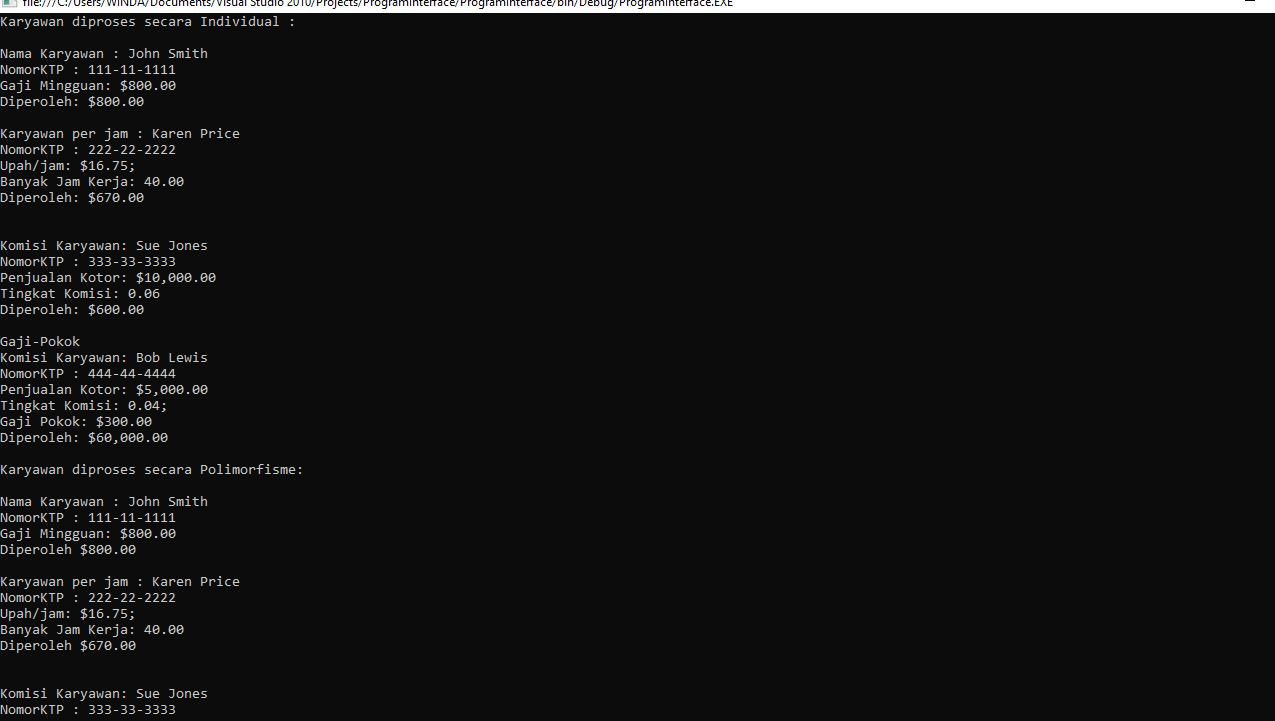 file:///C:/Users/WINDA/Documents/Visual Studio 2010/Projects/ProgramInterface/ProgramInterface/bin/Debug/ProgramInterface.EXE
Karyawan diproses secara Individual :
Nama Karyawan : John Smith
NomorKTP : 111-11-1111
Gaji Mingguan: $800.00
Diperoleh: $800.00
Karyawan per jam : Karen Price
NomorKTP : 222-22-2222
Upah/jam: $16.75;
Banyak Jam Kerja: 40.00
Diperoleh: $670.00
Komisi Karyawan: Sue Jones
NomorKTP : 333-33-3333
Penjualan Kotor: $10,000.00
Tingkat Komisi: 0.06
Diperoleh: $600.00
Gaji-Pokok
Komisi Karyawan: Bob Lewis
NomorKTP : 444-44-4444
Penjualan Kotor: $5,000.00
Tingkat Komisi: 0.04;
Gaji Pokok: $300.00
Diperoleh: $60,000.00
Karyawan diproses secara Polimorfisme:
Nama Karyawan : John Smith
NomorKTP : 111-11-1111
Gaji Mingguan: $800.00
Diperoleh $800.00
Karyawan per jam : Karen Price
NomorKTP : 222-22-2222
Upah/jam: $16.75;
Banyak Jam Kerja: 40.00
Diperoleh $670.00
Komisi Karyawan: Sue Jones
NomorKTP : 333-33-3333